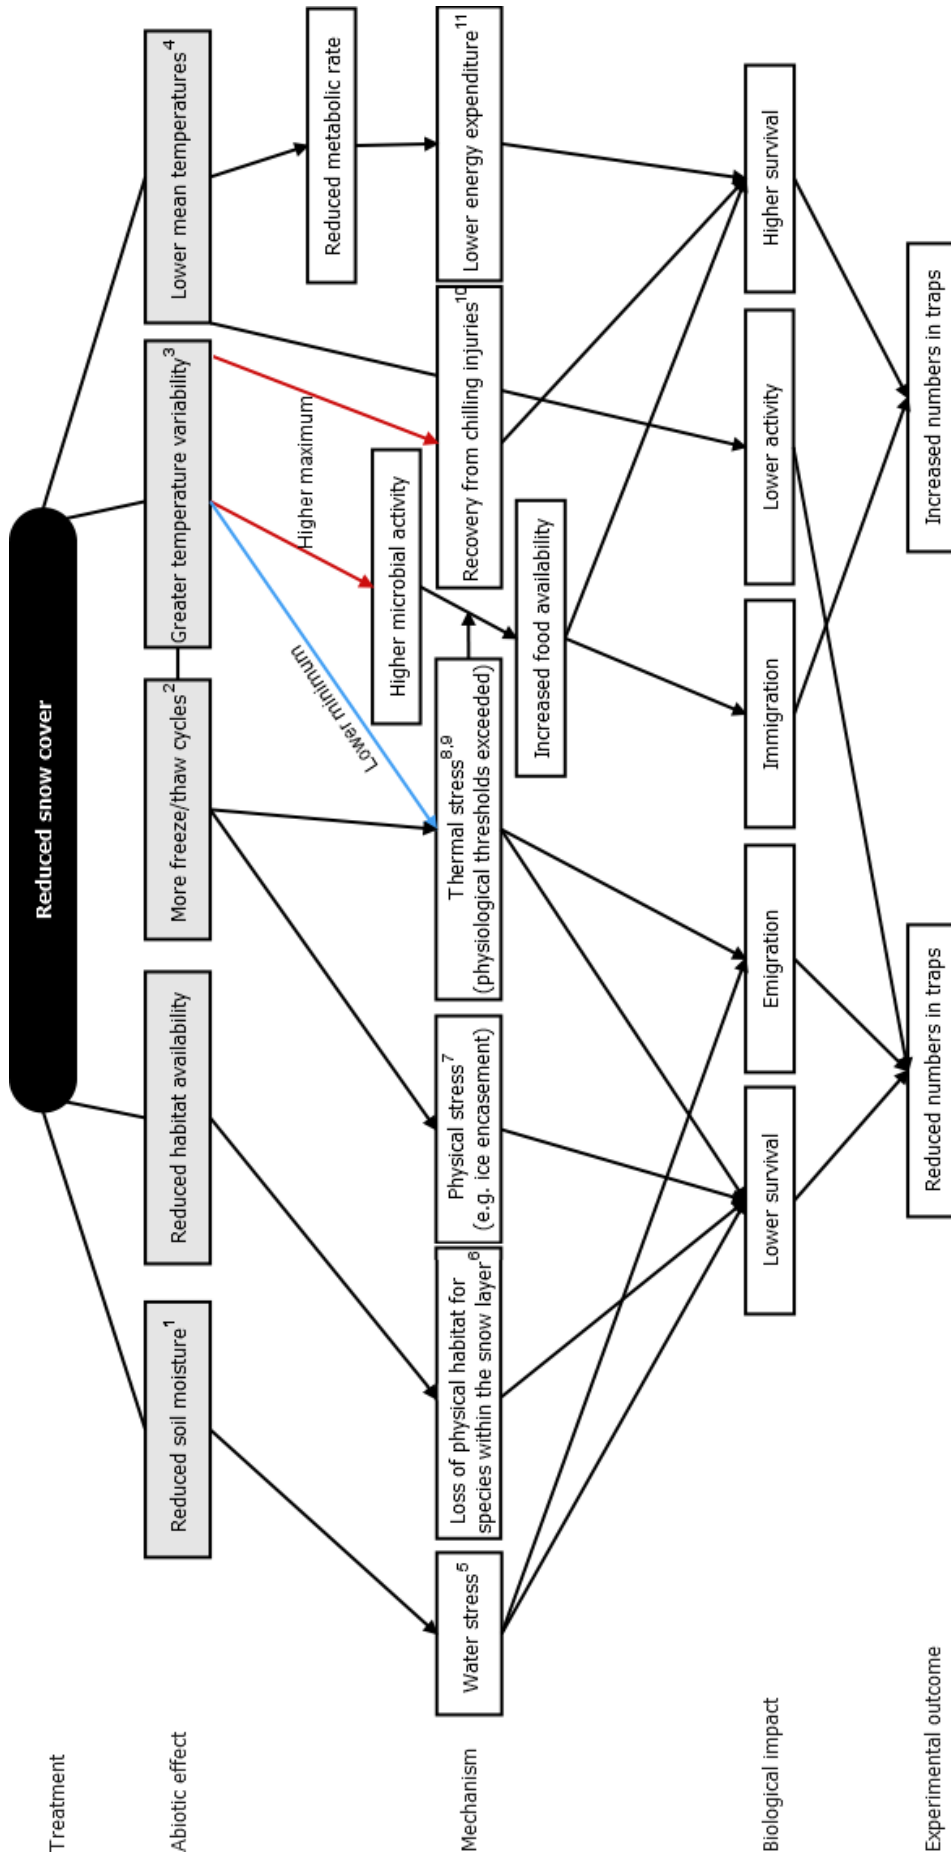 Treatment
Reduced snow cover
Abiotic effect
Reduced soil moisture1
Reduced habitat availability
More freeze/thaw cycles2
Greater temperature variability3
Lower mean temperatures4
Lower minimum
Higher maximum
Reduced metabolic rate
Higher microbial activity
Mechanism
Water stress5
Loss of physical habitat for
species within the snow layer6
Physical stress7
(e.g. ice encasement)
Thermal stress8,9
(physiological thresholds exceeded)
Recovery from chilling injuries10
Lower energy expenditure11
Increased food availability
Biological impact
Lower survival
Emigration
Immigration
Lower activity
Higher survival
Experimental outcome
Reduced numbers in traps
Increased numbers in traps